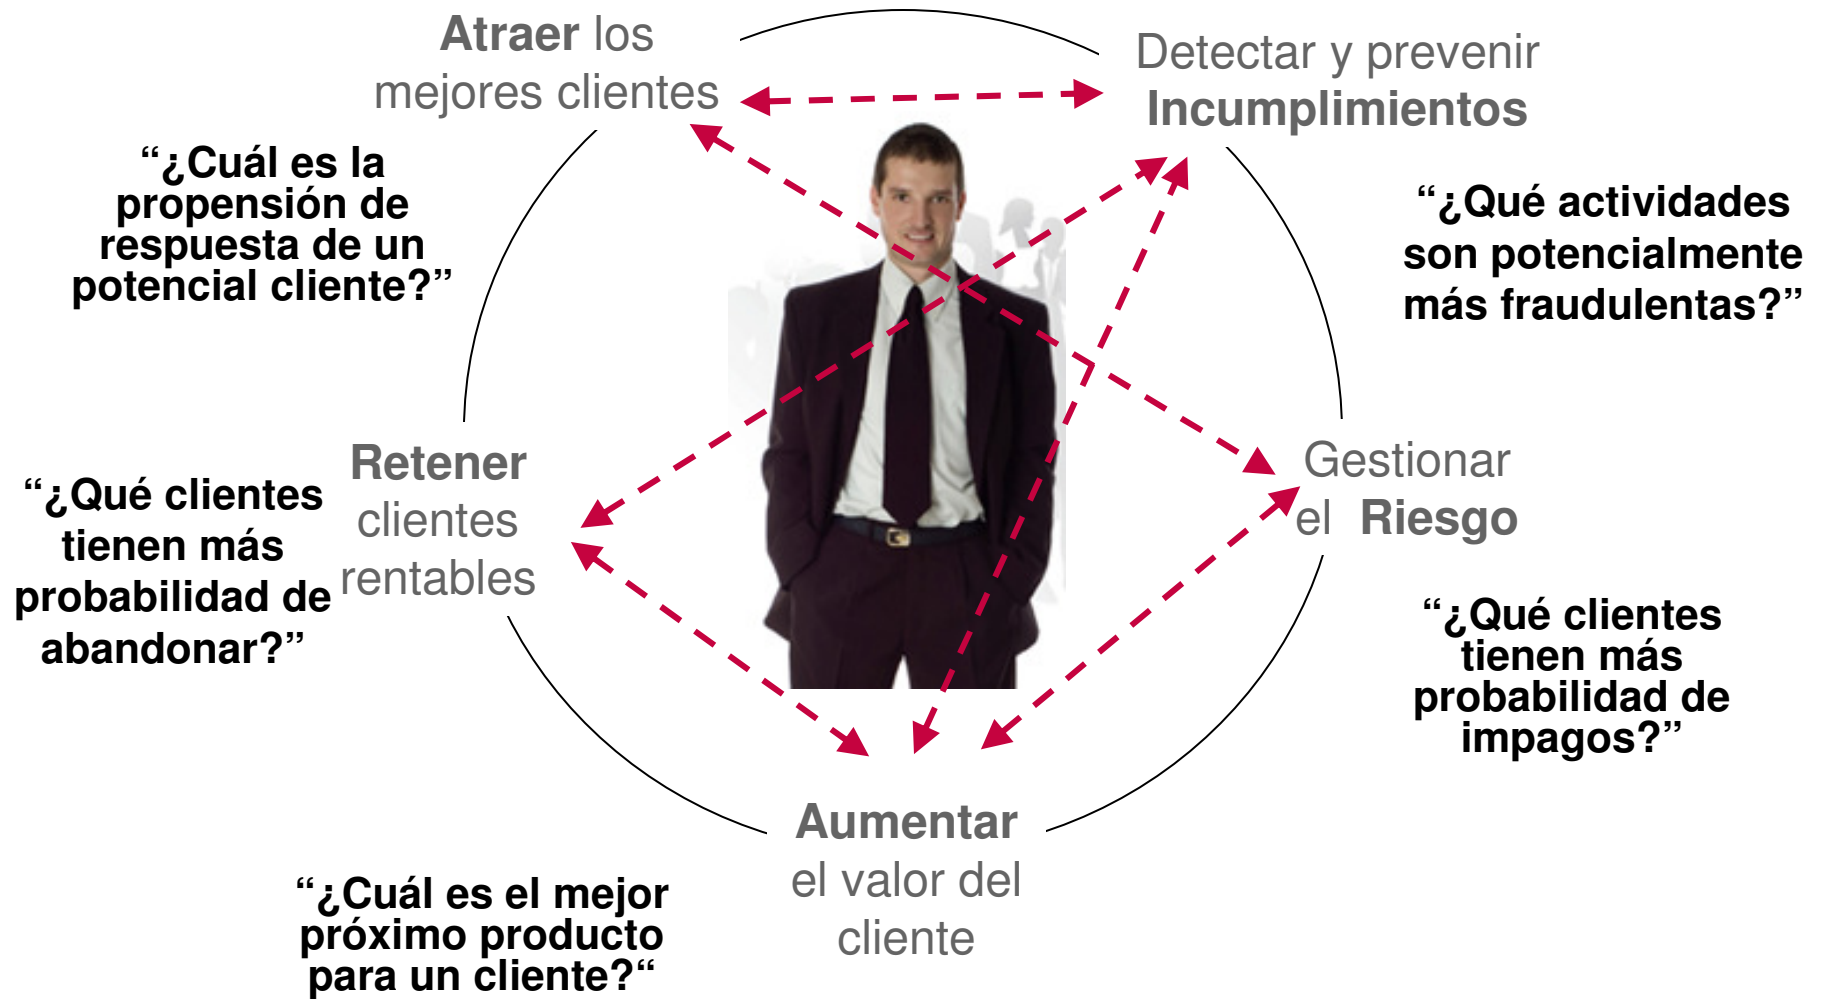 Atraer los
mejores clientes
Detectar y prevenir
Incumplimientos
“¿Cuál es la
propensión de
respuesta de un
potencial cliente?”
“¿Qué actividades
son potencialmente
más fraudulentas?”
Retener
clientes
rentables
“¿Qué clientes
tienen más
probabilidad de
abandonar?”
Gestionar
el Riesgo
“¿Qué clientes
tienen más
probabilidad de
impagos?”
Aumentar
el valor del
cliente
“¿Cuál es el mejor
próximo producto
para un cliente?“